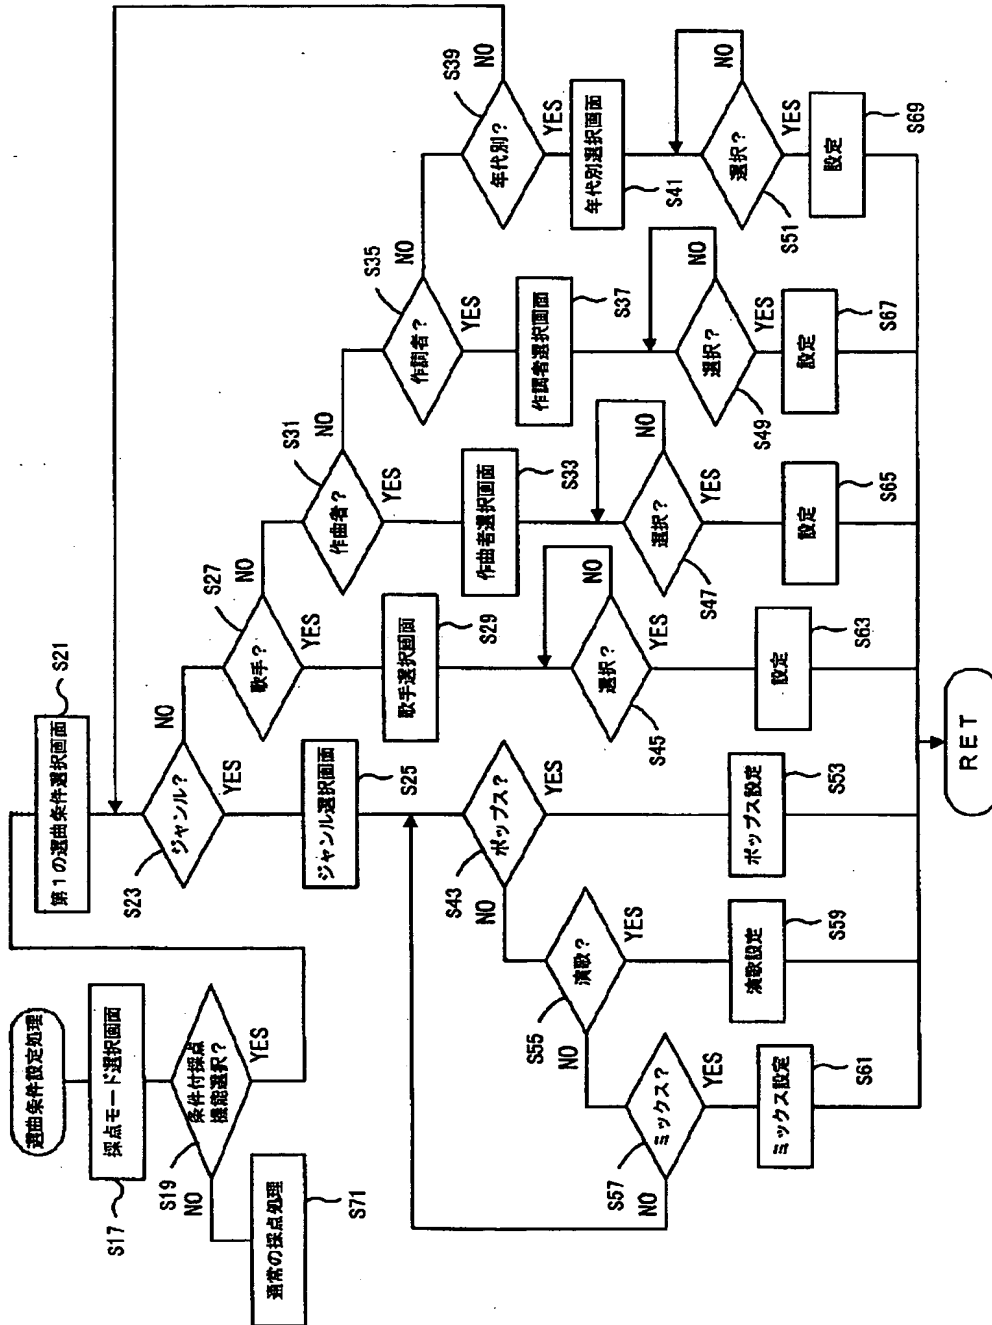 選曲条件設定処理
採点モード選択画面
S17
条件付採点
機能選択?
S19
YES
NO
通常の採点処理
S71
第1の選曲条件選択画面
S21
ジャンル?
S23
NO
YES
ジャンル選択画面
S25
歌手?
S27
NO
YES
歌手選択画面
S29
作曲者?
S31
NO
YES
作曲者選択画面
S33
作詞者?
S35
NO
YES
作詞者選択画面
S37
年代別?
S39
NO
YES
年代別選択画面
S41
ポップス?
S43
NO
YES
ポップス設定
S53
演歌?
S55
NO
YES
演歌設定
S59
ミックス?
S57
NO
YES
ミックス設定
S61
選択?
S45
NO
YES
設定
S63
選択?
S47
NO
YES
設定
S65
選択?
S49
NO
YES
設定
S67
選択?
S51
NO
YES
設定
S69
RET